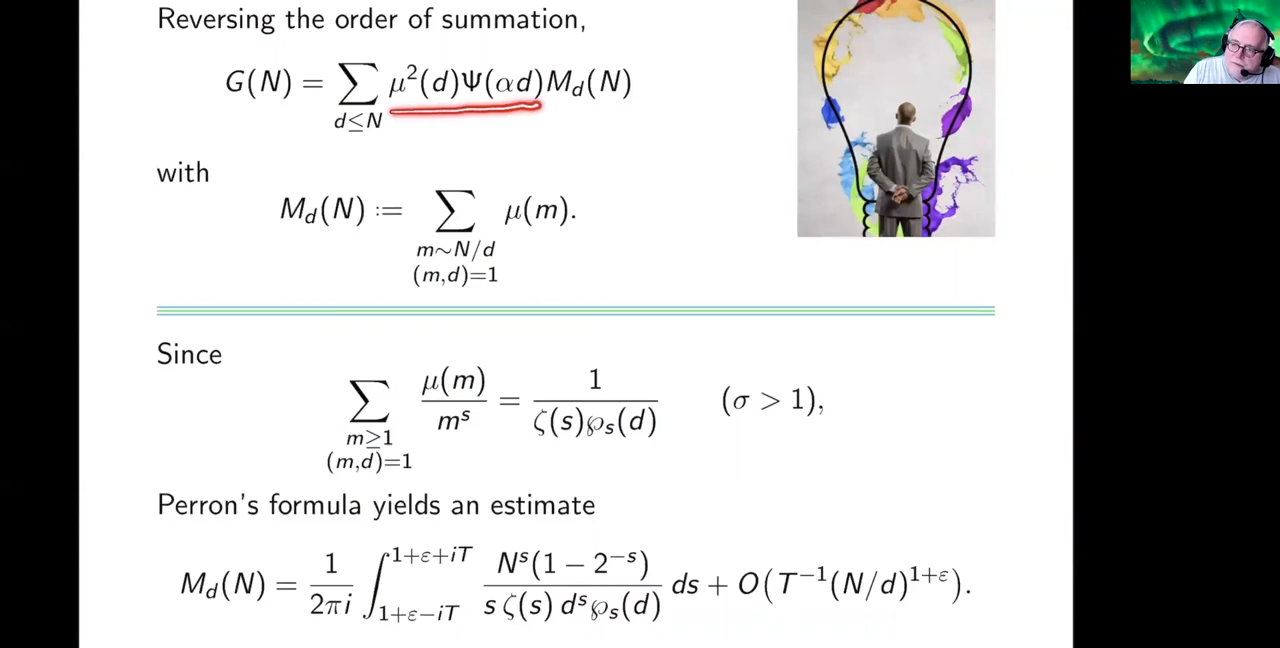 Reversing the order of summation,
G(N) = ∑_{d≤N} μ²(d)Ψ(αd)M_d(N)
with
M_d(N) := ∑_{m∼N/d, (m,d)=1} μ(m).
Since
∑_{m≥1, (m,d)=1} μ(m)/m^s = 1/(ζ(s)℘_s(d)) (σ > 1),
Perron's formula yields an estimate
M_d(N) = 1/(2πi) ∫_{1+ε−iT}^{1+ε+iT} N^s(1 − 2^{−s})/(s ζ(s) d^s ℘_s(d)) ds + O(T^{−1}(N/d)^{1+ε}).